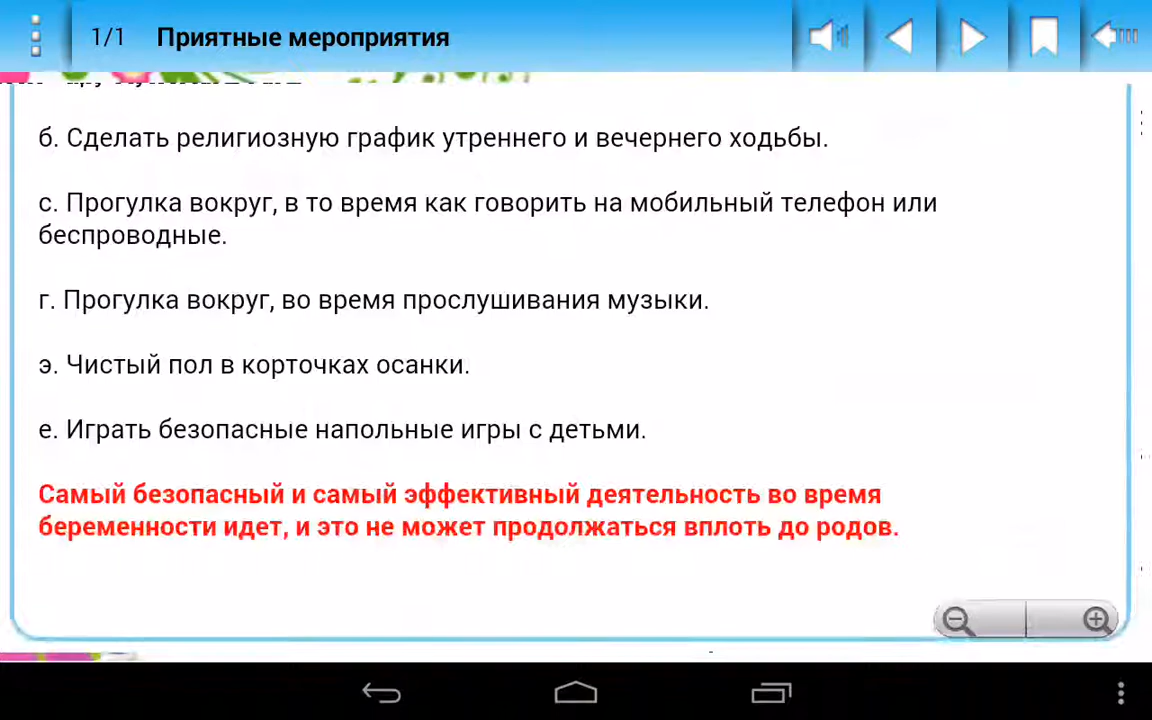 1/1 Приятные мероприятия
б. Сделать религиозную график утреннего и вечернего ходьбы.
с. Прогулка вокруг, в то время как говорить на мобильный телефон или
беспроводные.
г. Прогулка вокруг, во время прослушивания музыки.
э. Чистый пол в корточках осанки.
е. Играть безопасные напольные игры с детьми.
Самый безопасный и самый эффективный деятельность во время
беременности идет, и это не может продолжаться вплоть до родов.